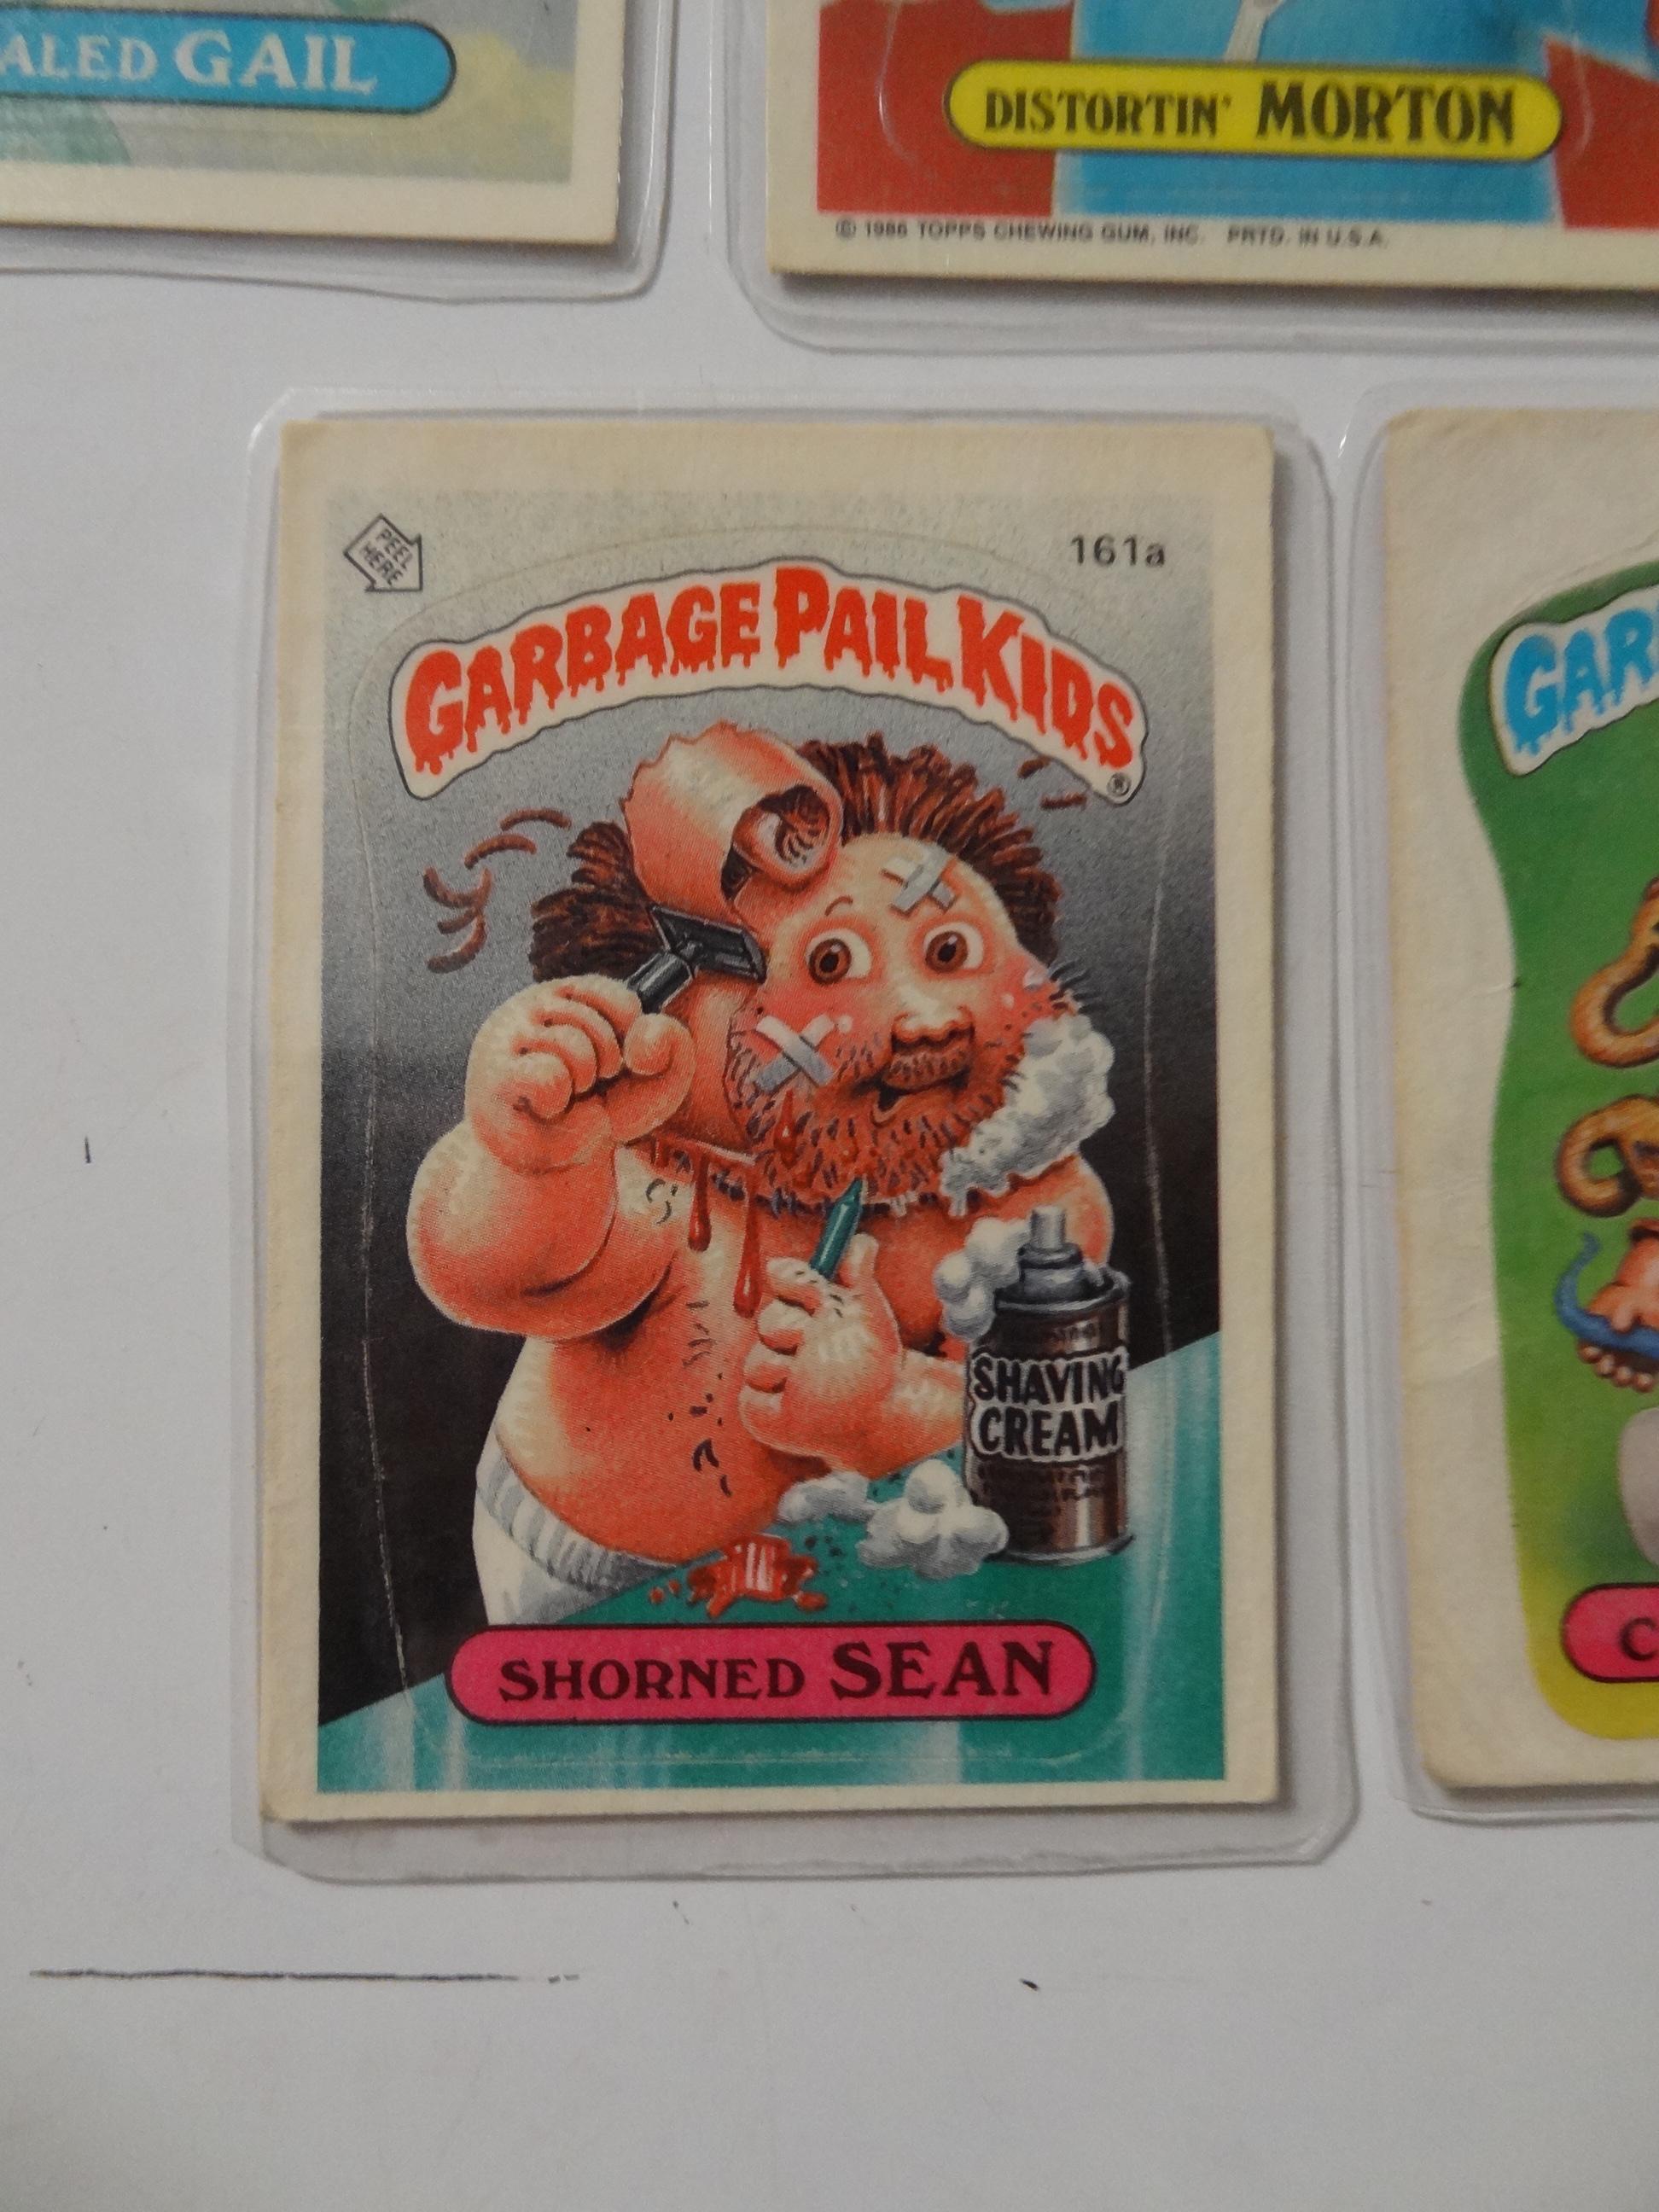 ALED GAIL
DISTORTIN' MORTON
© 1986 TOPPS CHEWING GUM, INC. PRTD. IN U.S.A.
PEEL
HERE
161a
GARBAGE PAIL KIDS
®
GAR
SHAVING
CREAM
SHORNED SEAN
C